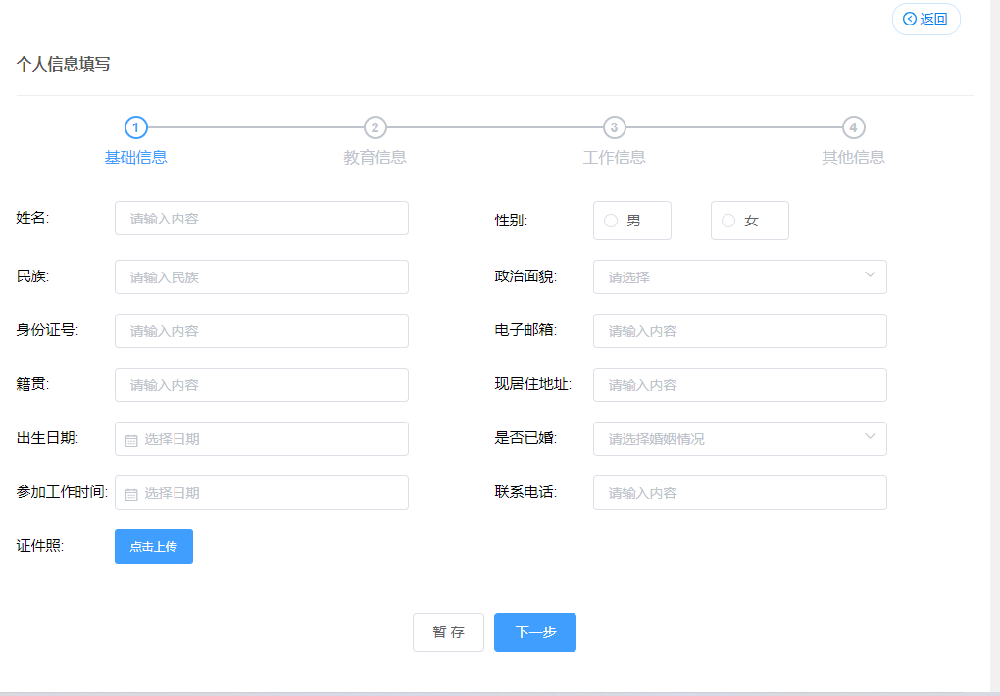 返回
个人信息填写
1 2 3 4
基础信息 教育信息 工作信息 其他信息
姓名: 请输入内容 性别: 男 女
民族: 请输入民族 政治面貌: 请选择
身份证号: 请输入内容 电子邮箱: 请输入内容
籍贯: 请输入内容 现居住地址: 请输入内容
出生日期: 选择日期 是否已婚: 请选择婚姻情况
参加工作时间: 选择日期 联系电话: 请输入内容
证件照: 点击上传
暂存 下一步